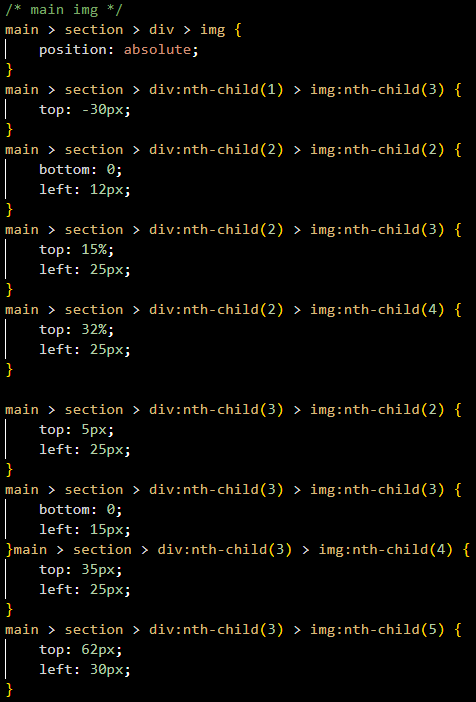 /* main img */
main > section > div > img {
    position: absolute;
}
main > section > div:nth-child(1) > img:nth-child(3) {
    top: -30px;
}
main > section > div:nth-child(2) > img:nth-child(2) {
    bottom: 0;
    left: 12px;
}
main > section > div:nth-child(2) > img:nth-child(3) {
    top: 15%;
    left: 25px;
}
main > section > div:nth-child(2) > img:nth-child(4) {
    top: 32%;
    left: 25px;
}

main > section > div:nth-child(3) > img:nth-child(2) {
    top: 5px;
    left: 25px;
}
main > section > div:nth-child(3) > img:nth-child(3) {
    bottom: 0;
    left: 15px;
}main > section > div:nth-child(3) > img:nth-child(4) {
    top: 35px;
    left: 25px;
}
main > section > div:nth-child(3) > img:nth-child(5) {
    top: 62px;
    left: 30px;
}